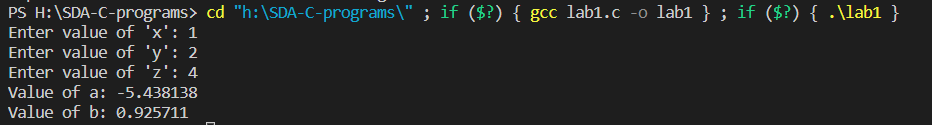 PS H:\SDA-C-programs> cd "h:\SDA-C-programs\" ; if ($?) { gcc lab1.c -o lab1 } ; if ($?) { .\lab1 }
Enter value of 'x': 1
Enter value of 'y': 2
Enter value of 'z': 4
Value of a: -5.438138
Value of b: 0.925711